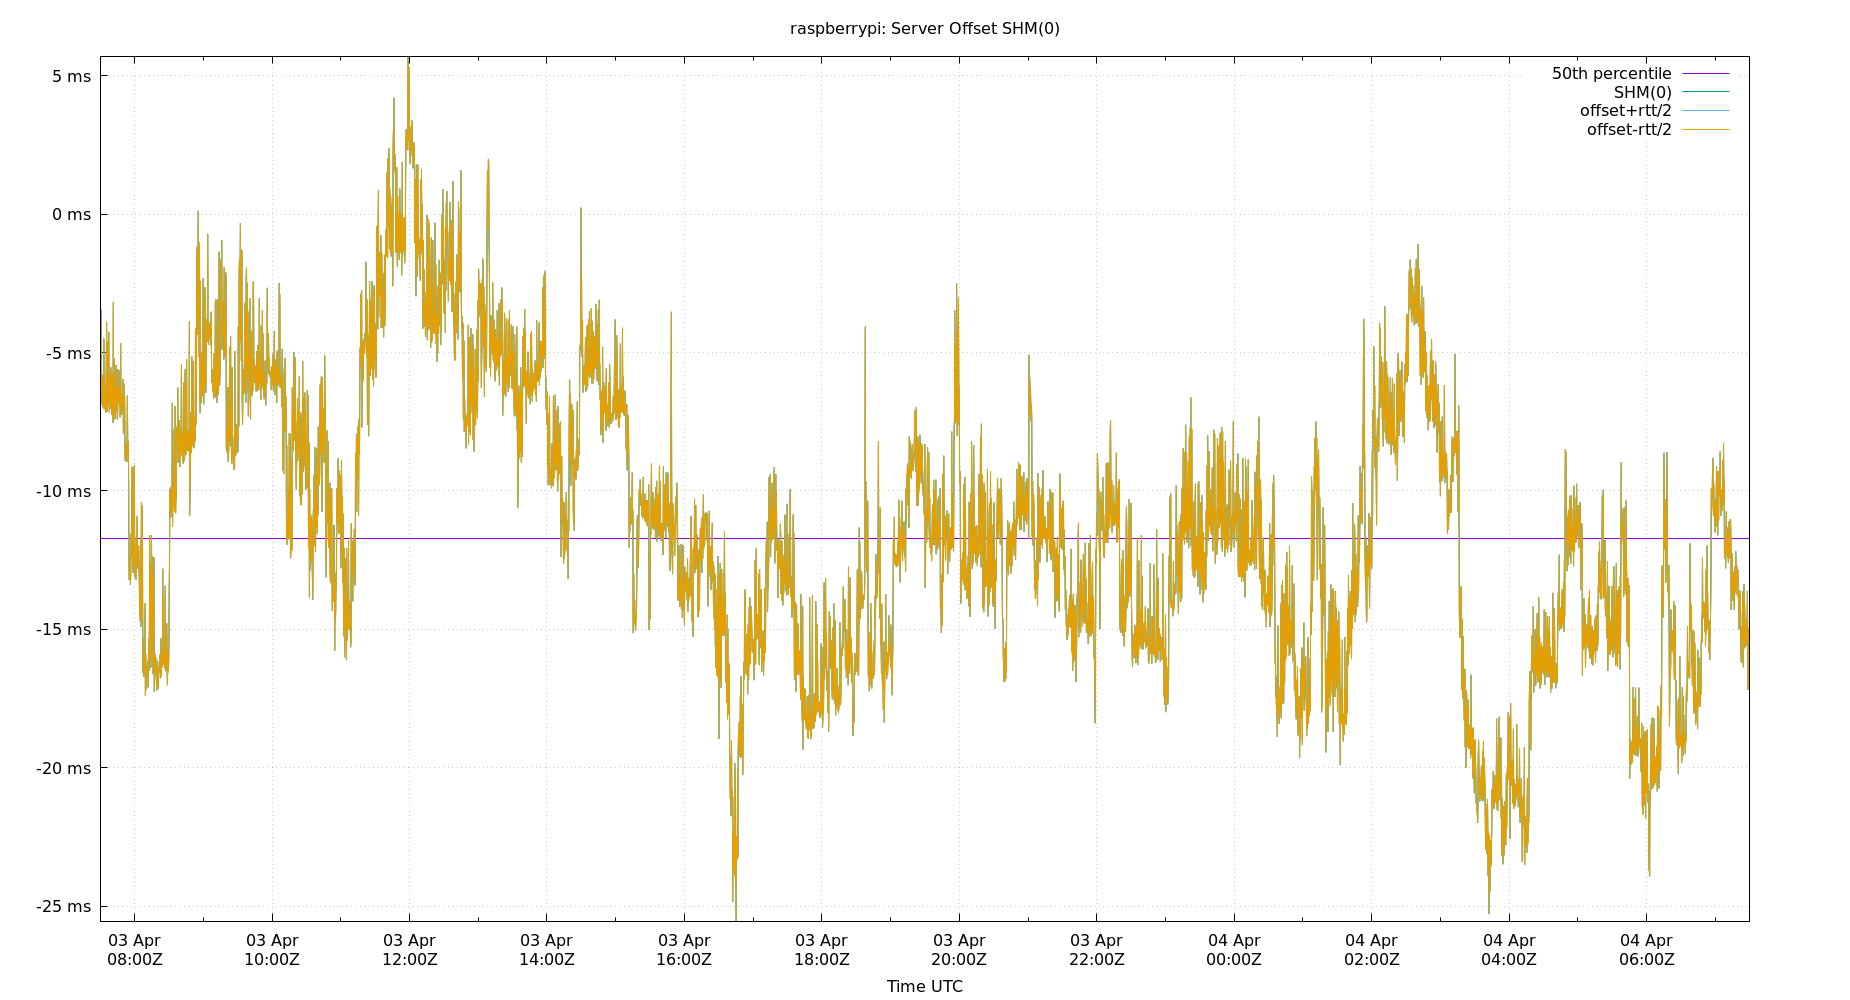 raspberrypi: Server Offset SHM(0)
5 ms
0 ms
-5 ms
-10 ms
-15 ms
-20 ms
-25 ms
50th percentile
SHM(0)
offset+rtt/2
offset-rtt/2
03 Apr
08:00Z
03 Apr
10:00Z
03 Apr
12:00Z
03 Apr
14:00Z
03 Apr
16:00Z
03 Apr
18:00Z
03 Apr
20:00Z
03 Apr
22:00Z
04 Apr
00:00Z
04 Apr
02:00Z
04 Apr
04:00Z
04 Apr
06:00Z
Time UTC